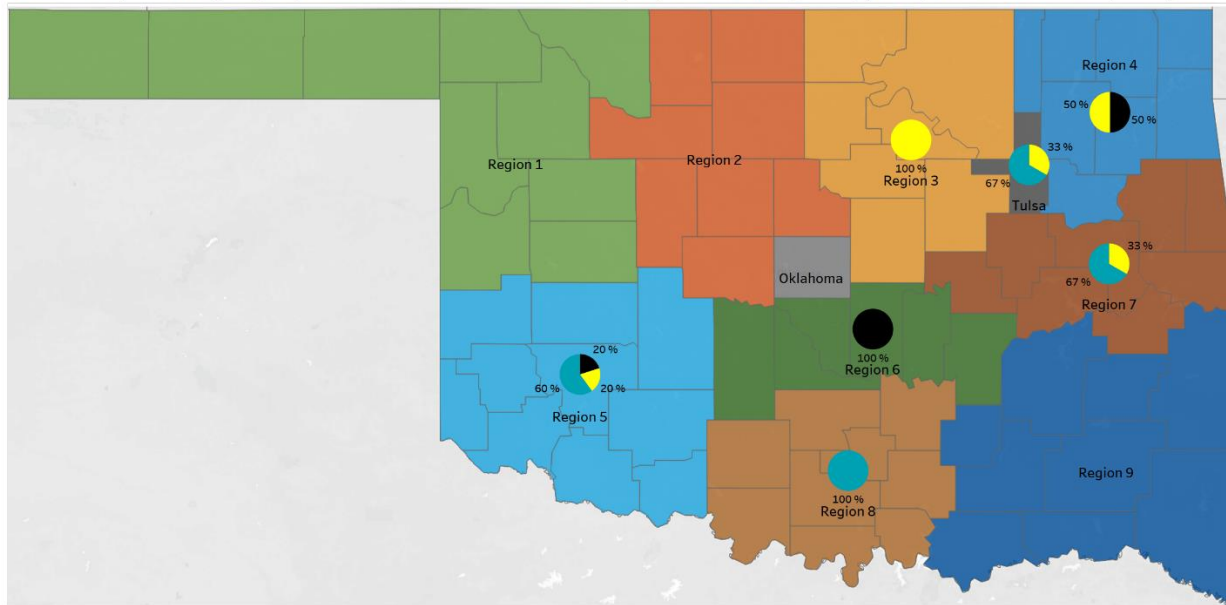 Region 4
50 %
50 %
33 %
100 %
Region 3
67 %
Tulsa
Region 1
Region 2
33 %
67 %
Region 7
Oklahoma
20 %
60 %
20 %
Region 5
100 %
Region 6
Region 9
100 %
Region 8